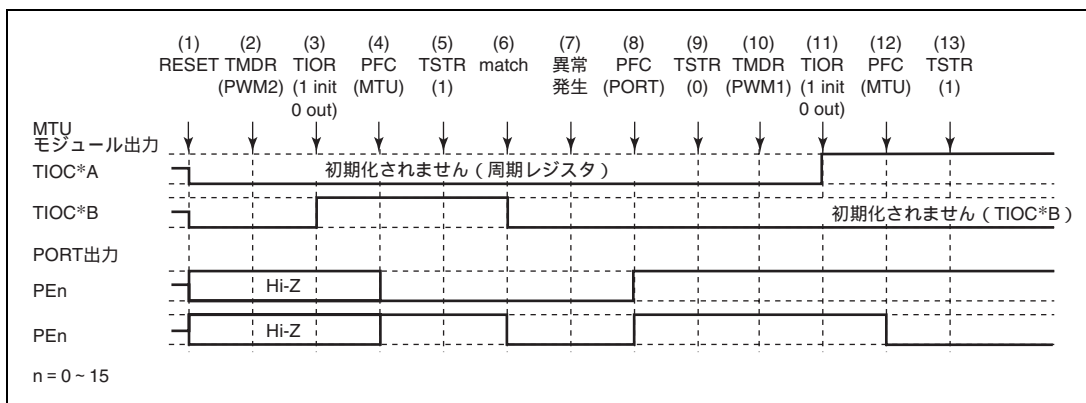 (1) (2) (3) (4) (5) (6) (7) (8) (9) (10) (11) (12) (13)
RESET TMDR TIOR PFC TSTR match 異常 PFC TSTR TMDR TIOR PFC TSTR
(PWM2) (1 init (MTU) (1) 発生 (PORT) (0) (PWM1) (1 init (MTU) (1)
0 out) 0 out)
MTU
モジュール出力
TIOC*A 初期化されません(周期レジスタ)
TIOC*B 初期化されません(TIOC*B)
PORT出力
PEn Hi-Z
PEn Hi-Z
n = 0 ~ 15